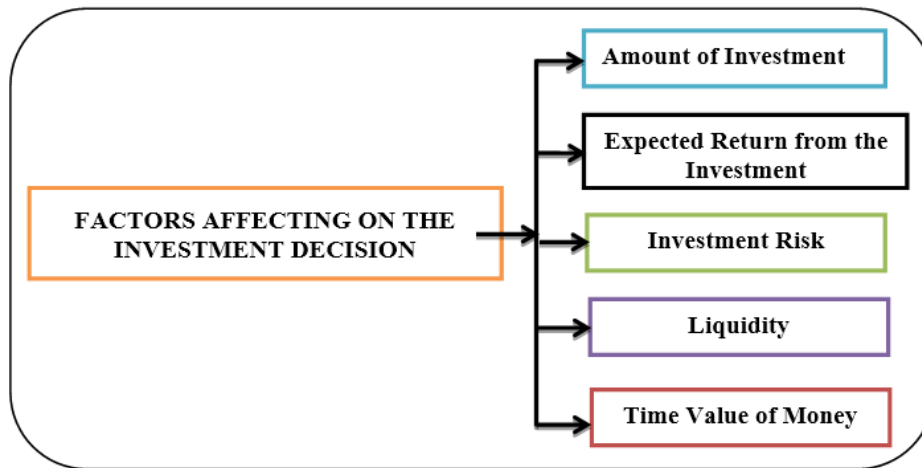 FACTORS AFFECTING ON THE
INVESTMENT DECISION
Amount of Investment
Expected Return from the
Investment
Investment Risk
Liquidity
Time Value of Money